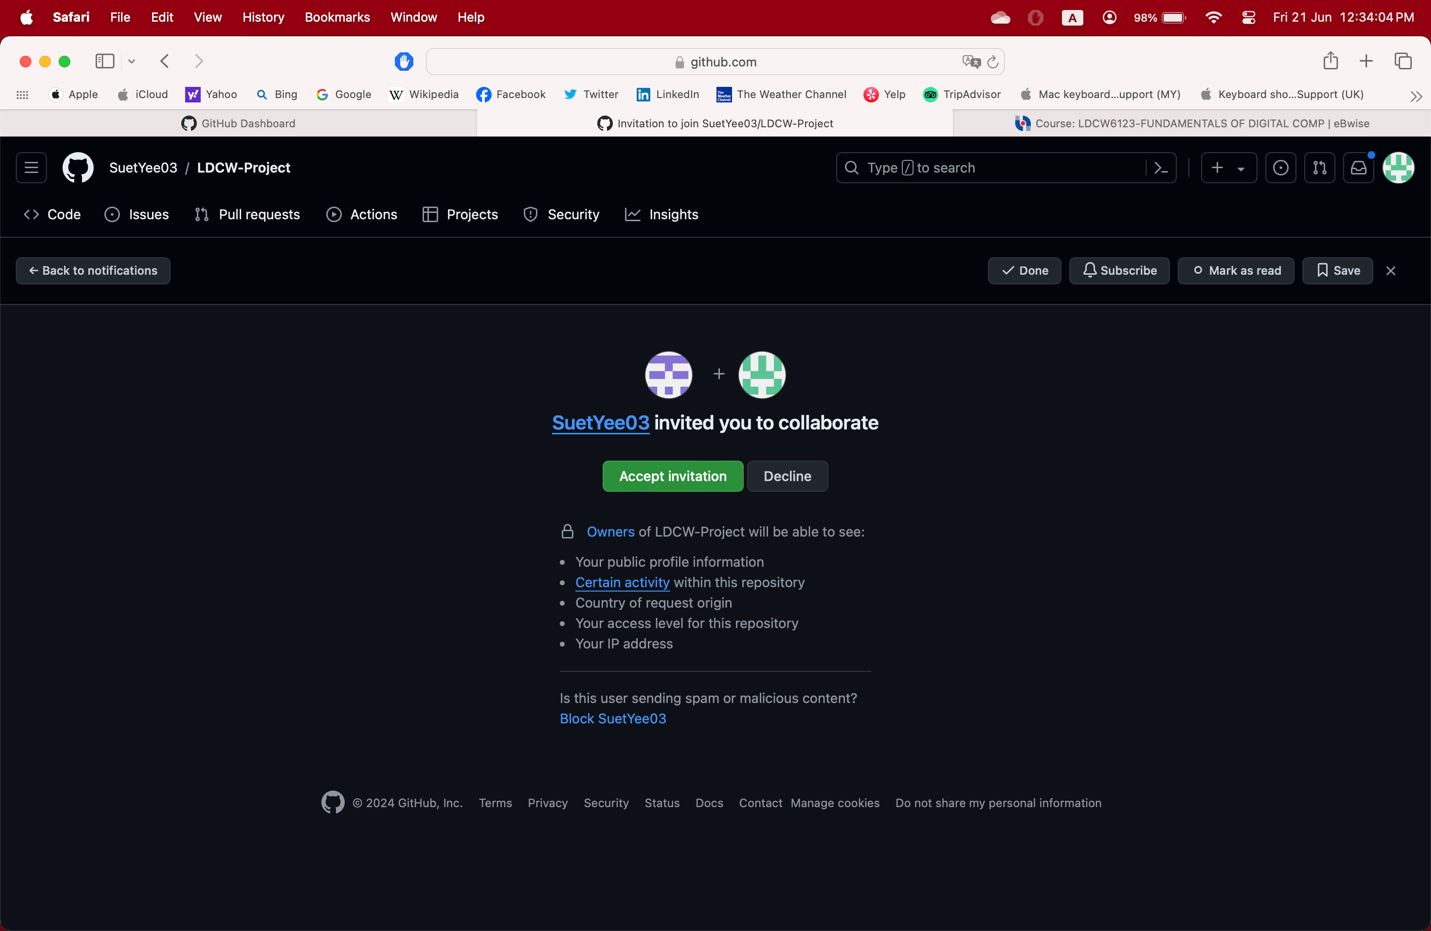 Safari File Edit View History Bookmarks Window Help A 98% Fri 21 Jun 12:34:04 PM
github.com
Apple iCloud Yahoo Bing Google Wikipedia Facebook Twitter LinkedIn The Weather Channel Yelp TripAdvisor Mac keyboard...upport (MY) Keyboard sho...Support (UK)
GitHub Dashboard Invitation to join SuetYee03/LDCW-Project Course: LDCW6123-FUNDAMENTALS OF DIGITAL COMP | eBwise
SuetYee03 / LDCW-Project Type / to search
Code Issues Pull requests Actions Projects Security Insights
← Back to notifications Done Subscribe Mark as read Save
SuetYee03 invited you to collaborate
Accept invitation Decline
Owners of LDCW-Project will be able to see:
• Your public profile information
• Certain activity within this repository
• Country of request origin
• Your access level for this repository
• Your IP address
Is this user sending spam or malicious content?
Block SuetYee03
© 2024 GitHub, Inc. Terms Privacy Security Status Docs Contact Manage cookies Do not share my personal information